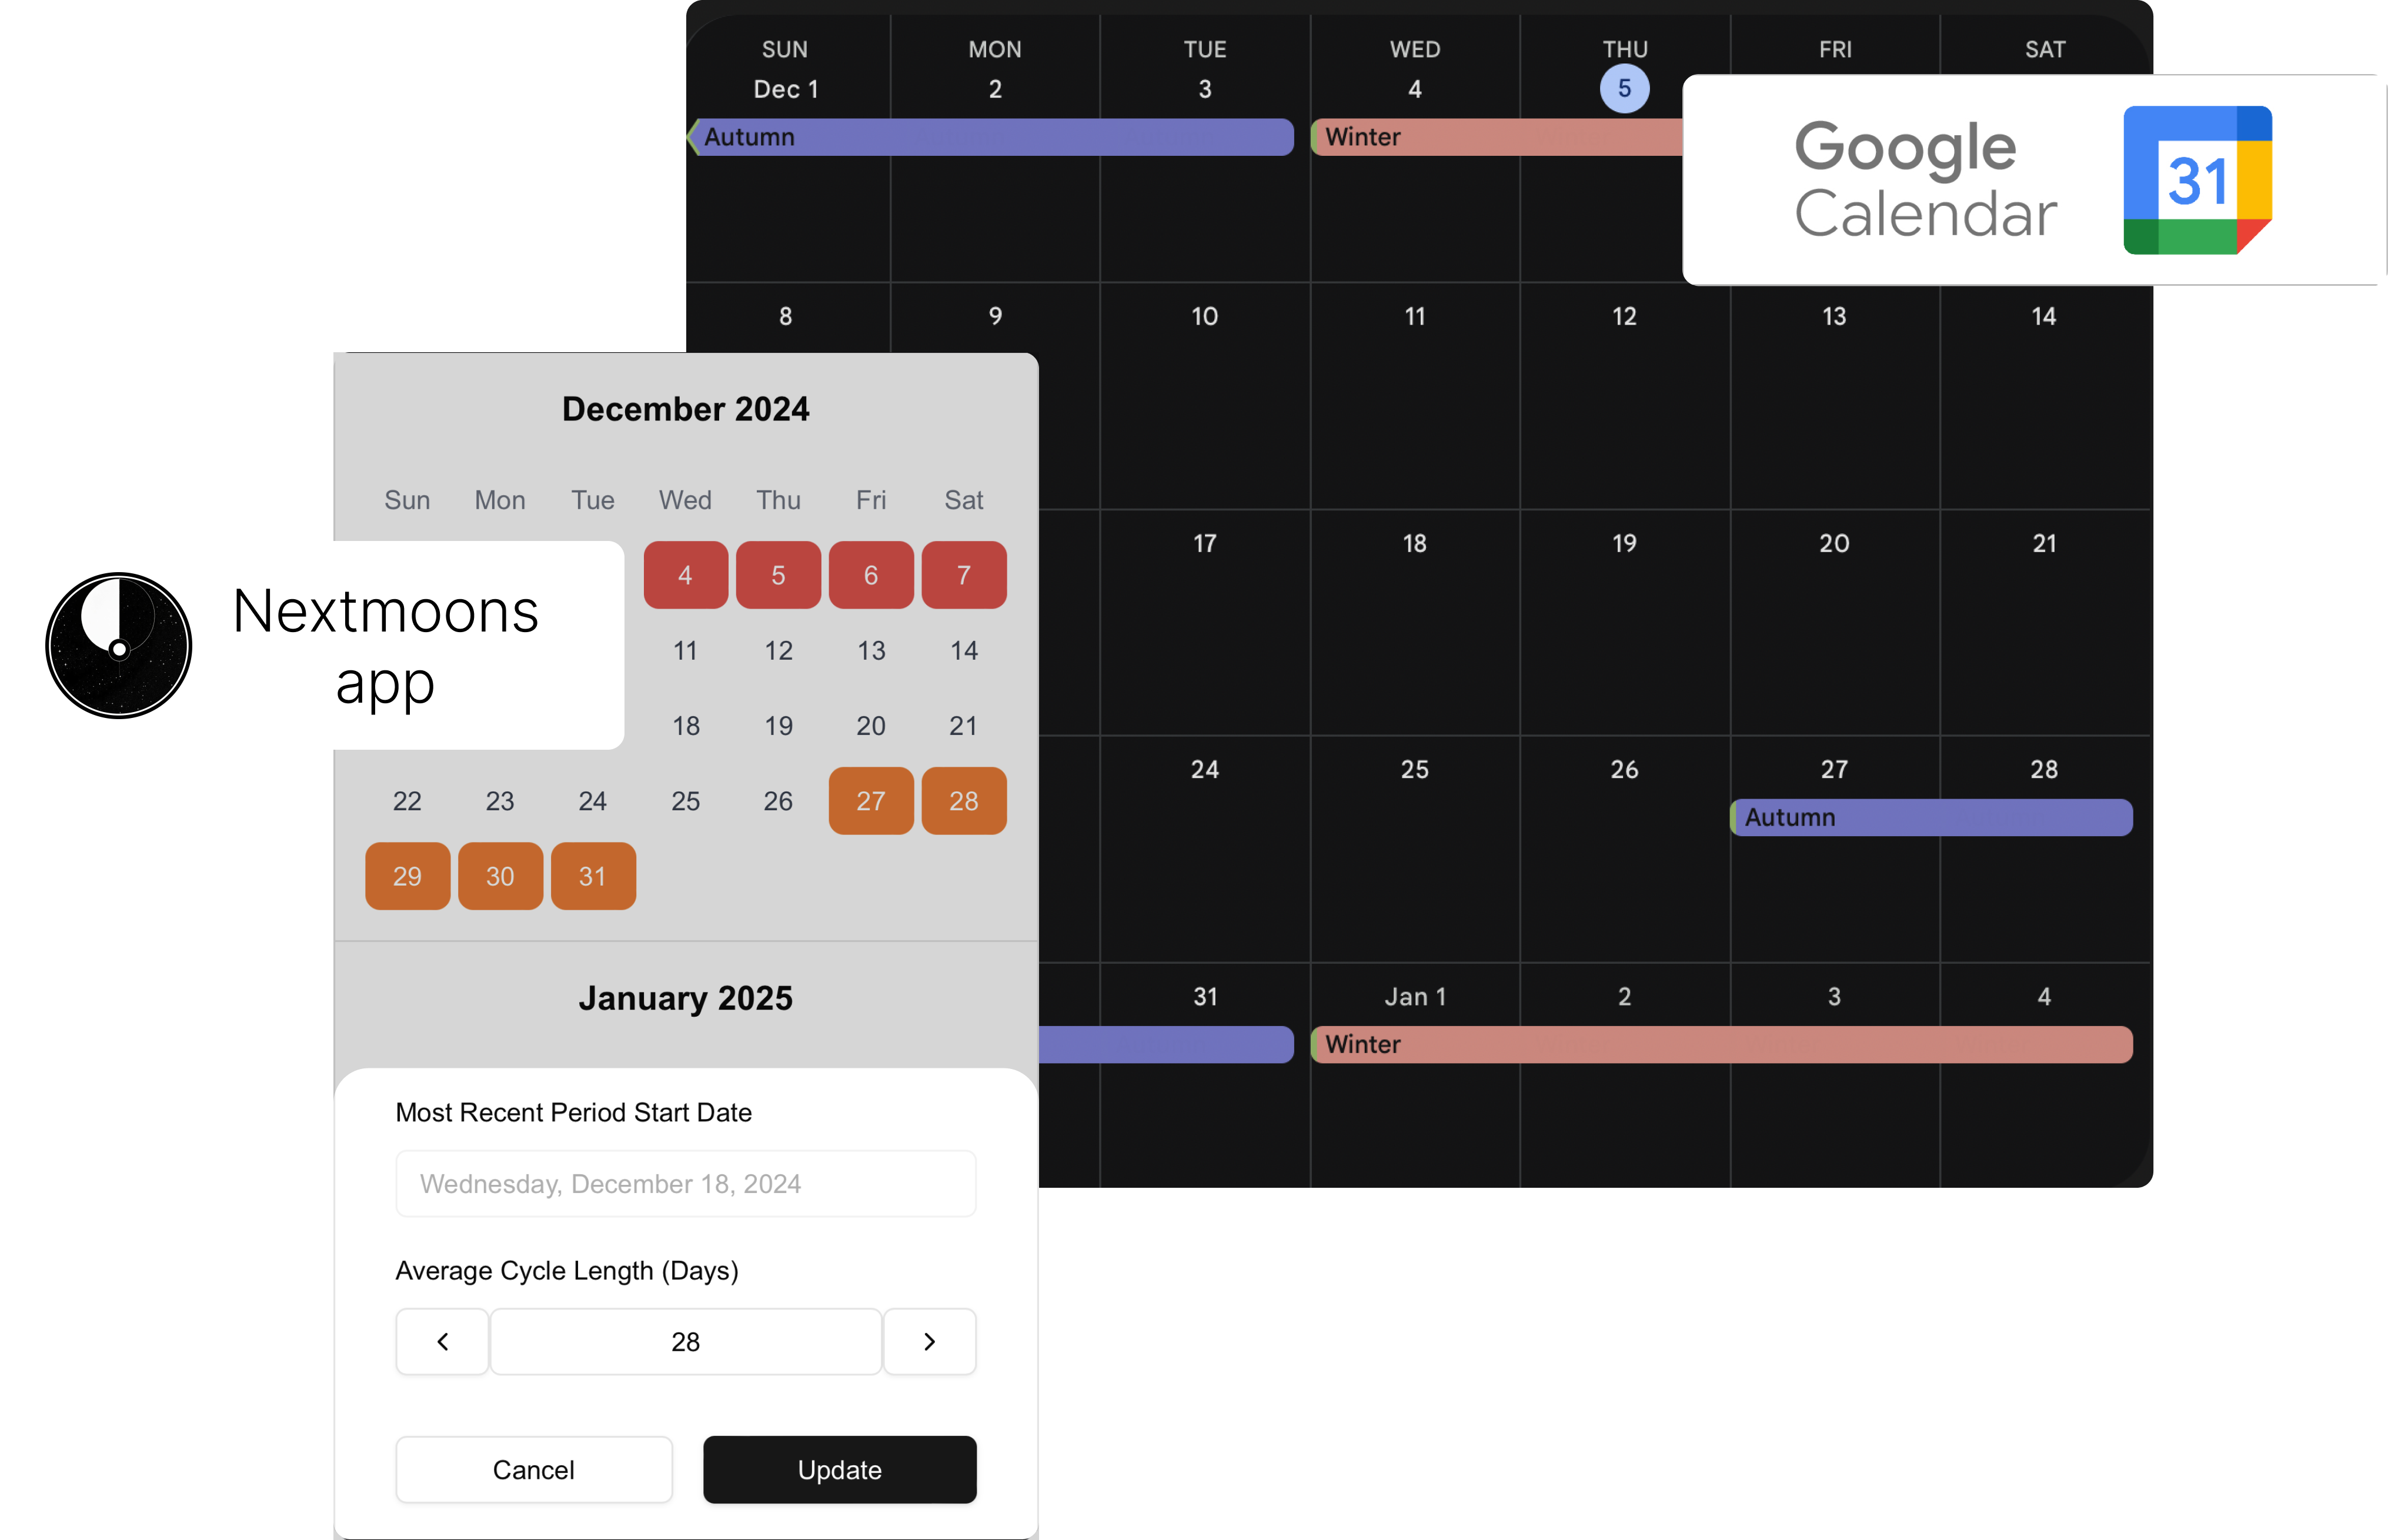 SUN MON TUE WED THU FRI SAT
Dec 1 2 3 4 5
Autumn Winter
Google
Calendar
31
8 9 10 11 12 13 14
17 18 19 20 21
24 25 26 27 28
Autumn
31 Jan 1 2 3 4
Winter
Nextmoons
app
December 2024
Sun Mon Tue Wed Thu Fri Sat
4 5 6 7
11 12 13 14
18 19 20 21
22 23 24 25 26 27 28
29 30 31
January 2025
Most Recent Period Start Date
Wednesday, December 18, 2024
Average Cycle Length (Days)
28
Cancel Update